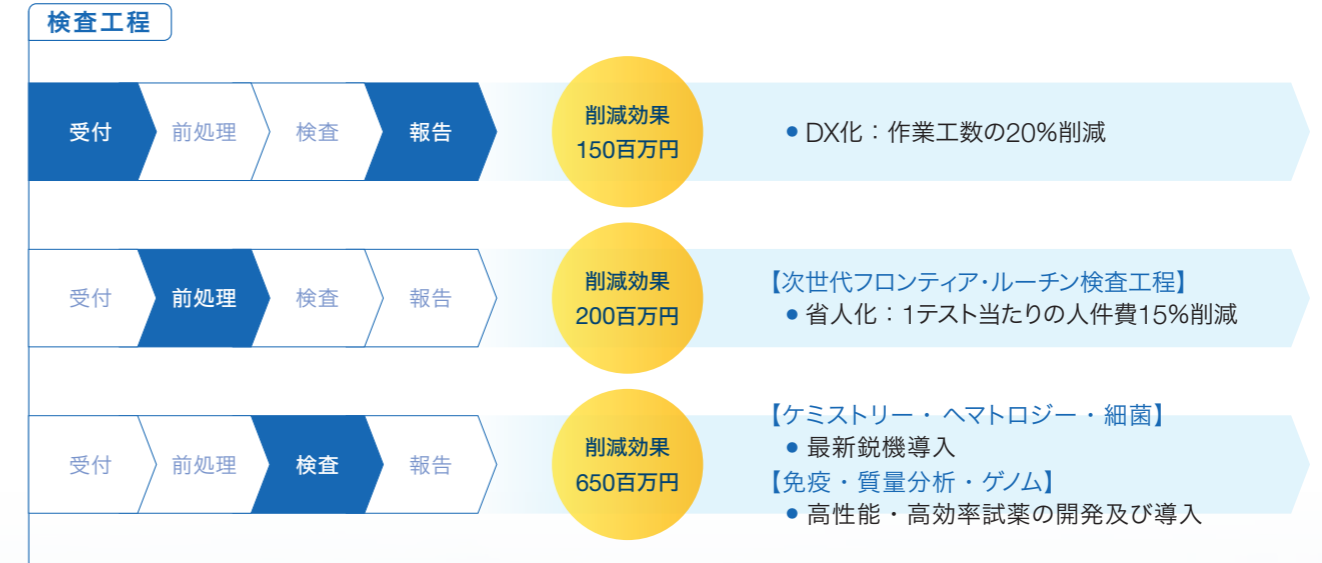 検査工程
受付 前処理 検査 報告
削減効果
150百万円
● DX化：作業工数の20%削減
受付 前処理 検査 報告
削減効果
200百万円
【次世代フロンティア・ルーチン検査工程】
● 省人化：1テスト当たりの人件費15%削減
受付 前処理 検査 報告
削減効果
650百万円
【ケミストリー・ヘマトロジー・細菌】
● 最新鋭機導入
【免疫・質量分析・ゲノム】
● 高性能・高効率試薬の開発及び導入